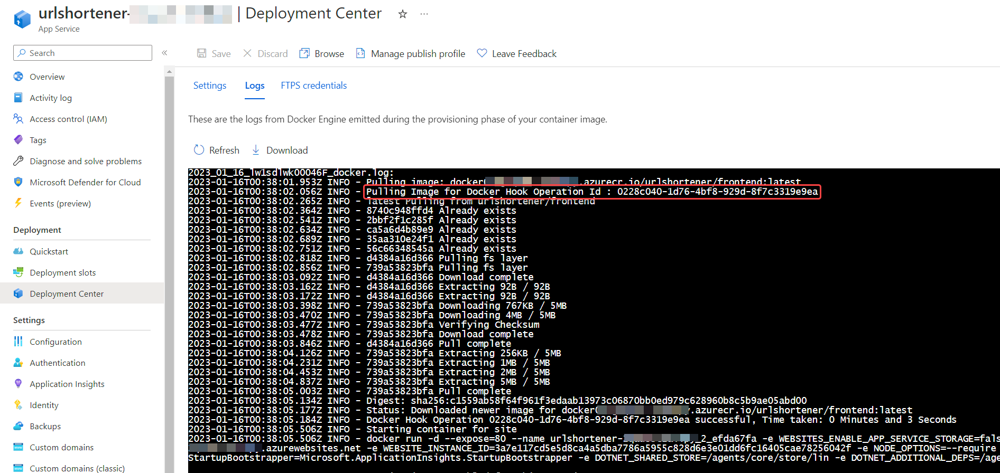 urlshortener- | Deployment Center
App Service
Search
Save
Discard
Browse
Manage publish profile
Leave Feedback
Overview
Activity log
Access control (IAM)
Tags
Diagnose and solve problems
Microsoft Defender for Cloud
Events (preview)
Deployment
Quickstart
Deployment slots
Deployment Center
Settings
Configuration
Authentication
Application Insights
Identity
Backups
Custom domains
Custom domains (classic)
Settings
Logs
FTPS credentials
These are the logs from Docker Engine emitted during the provisioning phase of your container image.
Refresh
Download
2023_01_16_lw1sdlwk00046F_docker.log:
2023-01-16T00:38:01.953Z INFO - Pulling image: docker .azurecr.io/urlshortener/frontend:latest
2023-01-16T00:38:02.056Z INFO - Pulling Image for Docker Hook Operation Id : 0228c040-1d76-4bf8-929d-8f7c3319e9ea
2023-01-16T00:38:02.265Z INFO - latest Pulling from urlshortener/frontend
2023-01-16T00:38:02.364Z INFO - 8740c948ffd4 Already exists
2023-01-16T00:38:02.541Z INFO - 2bbf2f1c285f Already exists
2023-01-16T00:38:02.634Z INFO - ca5a6d4b89e9 Already exists
2023-01-16T00:38:02.689Z INFO - 35aa310e24f1 Already exists
2023-01-16T00:38:02.751Z INFO - 56c66348545a Already exists
2023-01-16T00:38:02.818Z INFO - d4384a16d366 Pulling fs layer
2023-01-16T00:38:02.856Z INFO - 739a53823bfa Pulling fs layer
2023-01-16T00:38:03.092Z INFO - d4384a16d366 Download complete
2023-01-16T00:38:03.162Z INFO - d4384a16d366 Extracting 92B / 92B
2023-01-16T00:38:03.172Z INFO - d4384a16d366 Extracting 92B / 92B
2023-01-16T00:38:03.398Z INFO - 739a53823bfa Downloading 767KB / 5MB
2023-01-16T00:38:03.470Z INFO - 739a53823bfa Downloading 4MB / 5MB
2023-01-16T00:38:03.477Z INFO - 739a53823bfa Verifying Checksum
2023-01-16T00:38:03.478Z INFO - 739a53823bfa Download complete
2023-01-16T00:38:03.846Z INFO - d4384a16d366 Pull complete
2023-01-16T00:38:04.126Z INFO - 739a53823bfa Extracting 256KB / 5MB
2023-01-16T00:38:04.231Z INFO - 739a53823bfa Extracting 1MB / 5MB
2023-01-16T00:38:04.453Z INFO - 739a53823bfa Extracting 2MB / 5MB
2023-01-16T00:38:04.837Z INFO - 739a53823bfa Extracting 5MB / 5MB
2023-01-16T00:38:05.003Z INFO - 739a53823bfa Pull complete
2023-01-16T00:38:05.134Z INFO - Digest: sha256:c1559ab58f64f961f3edaab13973c06870bb0ed979c628960b8c5b9ae05abd00
2023-01-16T00:38:05.177Z INFO - Status: Downloaded newer image for docker .azurecr.io/urlshortener/frontend:latest
2023-01-16T00:38:05.184Z INFO - Docker Hook Operation 0228c040-1d76-4bf8-929d-8f7c3319e9ea successful, Time taken: 0 Minutes and 3 Seconds
2023-01-16T00:38:05.506Z INFO - Starting container for site
2023-01-16T00:38:05.506Z INFO - docker run -d --expose=80 --name urlshortener- _2_efda67fa -e WEBSITES_ENABLE_APP_SERVICE_STORAGE=fals
.azurewebsites.net -e WEBSITE_INSTANCE_ID=3a7e117cd5e5d8ca4a5dba7786a5955c828d6e3e01dd6fc16405cae78256042f -e NODE_OPTIONS=--require
StartupBootstrapper=Microsoft.ApplicationInsights.StartupBootstrapper -e DOTNET_SHARED_STORE=/agents/core/store/lin -e DOTNET_ADDITIONAL_DEPS=/age